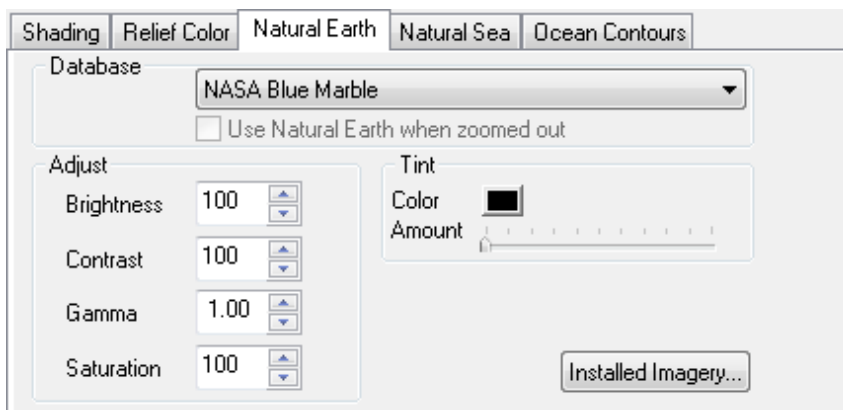 Shading Relief Color Natural Earth Natural Sea Ocean Contours
Database
NASA Blue Marble
Use Natural Earth when zoomed out
Adjust
Brightness 100
Contrast 100
Gamma 1.00
Saturation 100
Tint
Color
Amount
Installed Imagery...